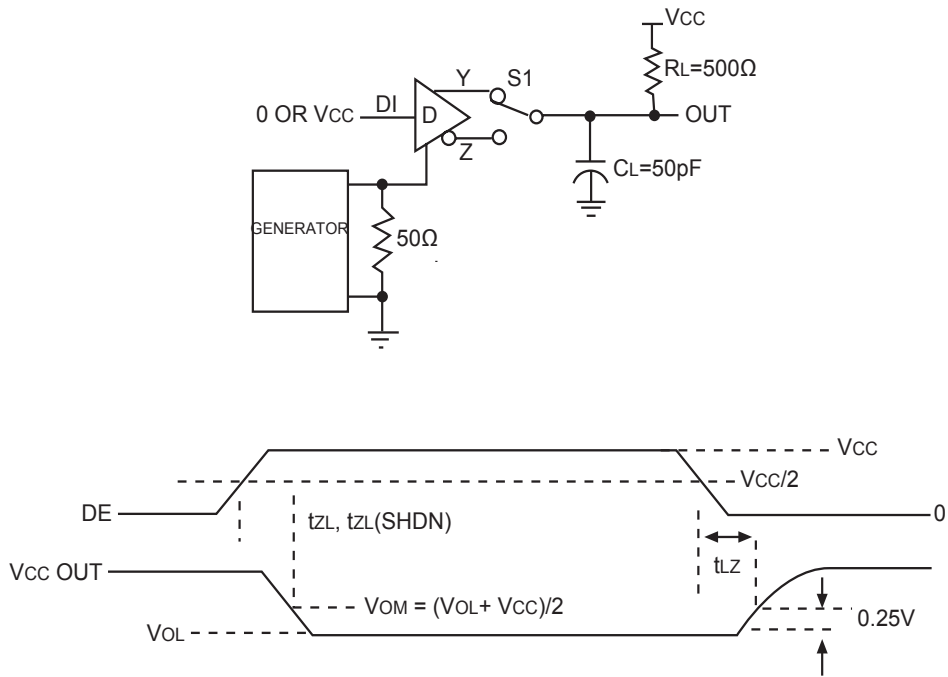 VCC
RL=500Ω
Y S1
0 OR VCC DI D OUT
Z
CL=50pF
GENERATOR
50Ω
VCC
VCC/2
DE
tZL, tZL(SHDN)
0
tLZ
VCC OUT
VOM = (VOL+ VCC)/2
0.25V
VOL